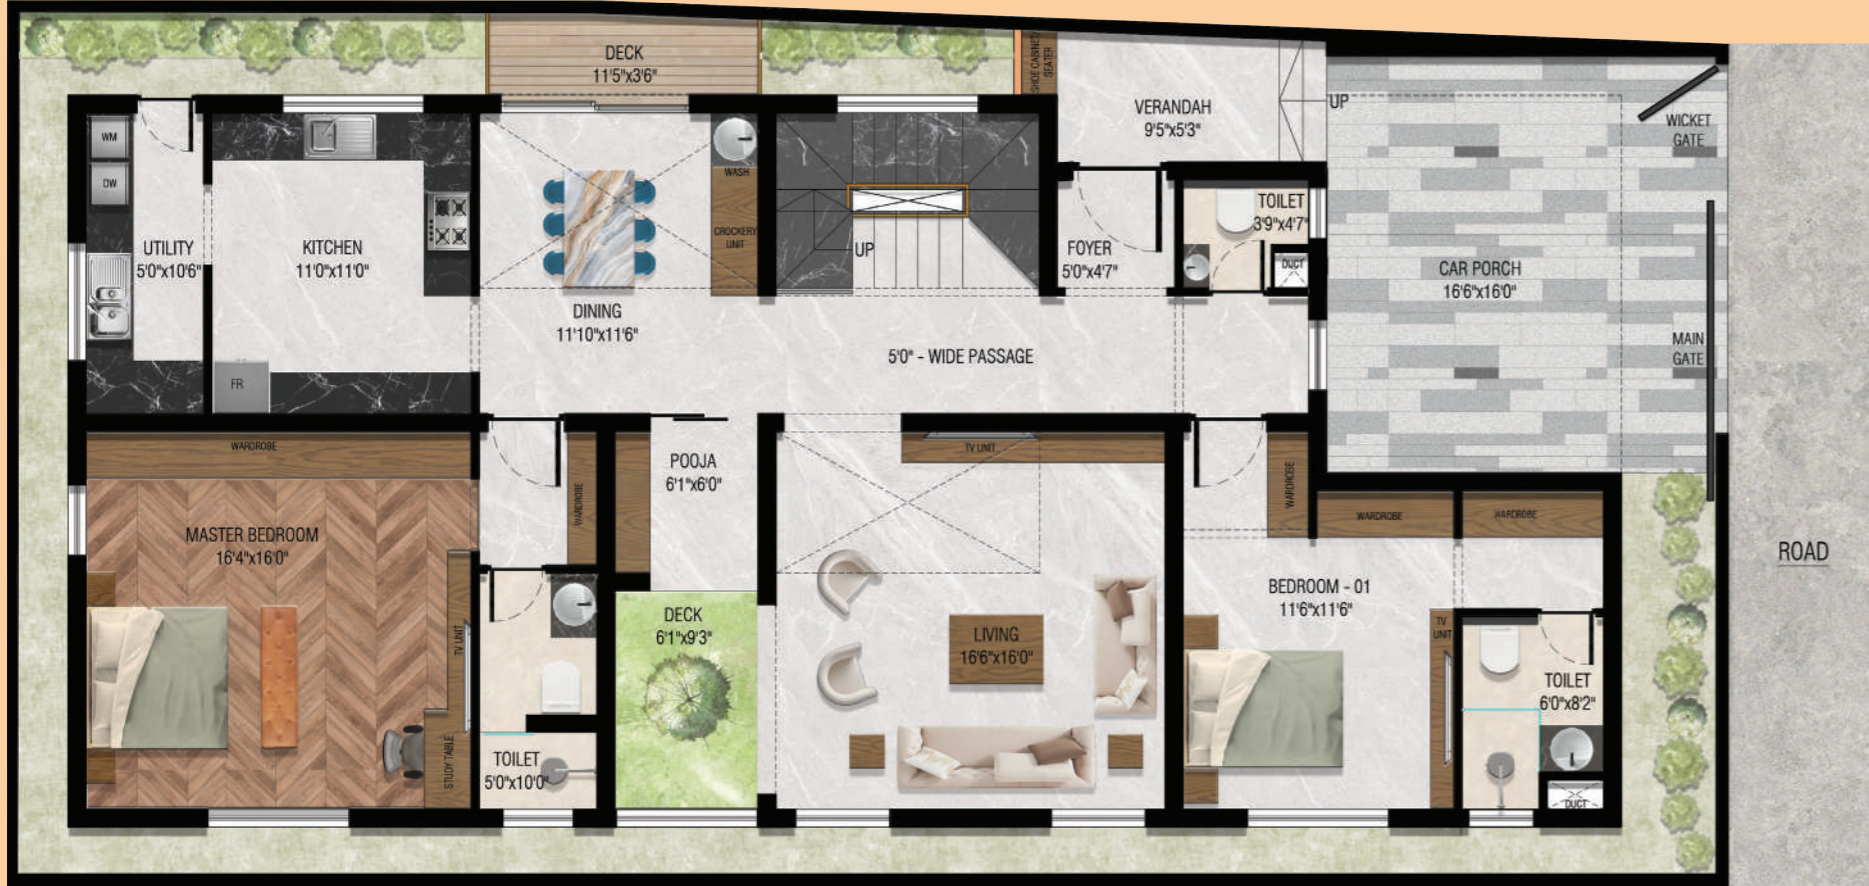 DECK
11'5"x3'6"
SHOE CABINET
SEATER
VERANDAH
9'5"x5'3"
UP
WICKET
GATE
WM
DW
UTILITY
5'0"x10'6"
KITCHEN
11'0"x11'0"
FR
WASH
CROCKERY
UNIT
DINING
11'10"x11'6"
UP
FOYER
5'0"x4'7"
TOILET
3'9"x4'7"
DUCT
CAR PORCH
16'6"x16'0"
MAIN
GATE
5'0" - WIDE PASSAGE
WARDROBE
MASTER BEDROOM
16'4"x16'0"
TV UNIT
STUDY TABLE
WARDROBE
TOILET
5'0"x10'0"
POOJA
6'1"x6'0"
DECK
6'1"x9'3"
TV UNIT
LIVING
16'6"x16'0"
WARDROBE
WARDROBE
WARDROBE
BEDROOM - 01
11'6"x11'6"
TV
UNIT
TOILET
6'0"x8'2"
DUCT
ROAD